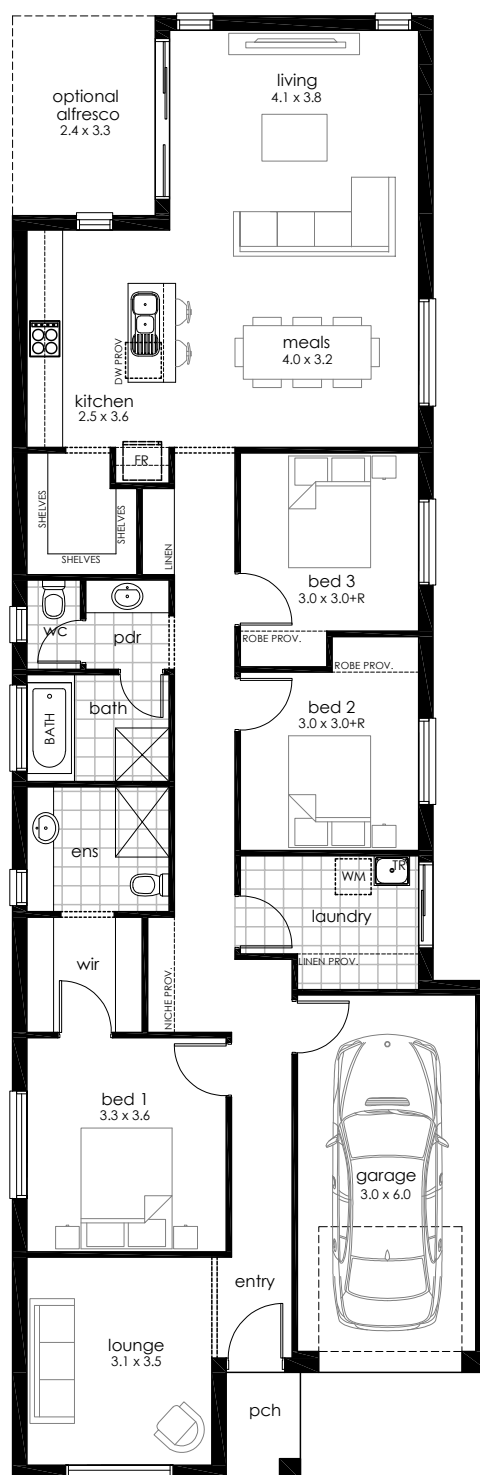 living
4.1 x 3.8
optional
alfresco
2.4 x 3.3
meals
4.0 x 3.2
DW PROV
kitchen
2.5 x 3.6
FR
SHELVES
SHELVES
SHELVES
LINEN
bed 3
3.0 x 3.0+R
wc
pdr
ROBE PROV.
ROBE PROV.
bath
BATH
bed 2
3.0 x 3.0+R
ens
WM
TR
laundry
LINEN PROV.
wir
NICHE PROV.
bed 1
3.3 x 3.6
garage
3.0 x 6.0
entry
lounge
3.1 x 3.5
pch